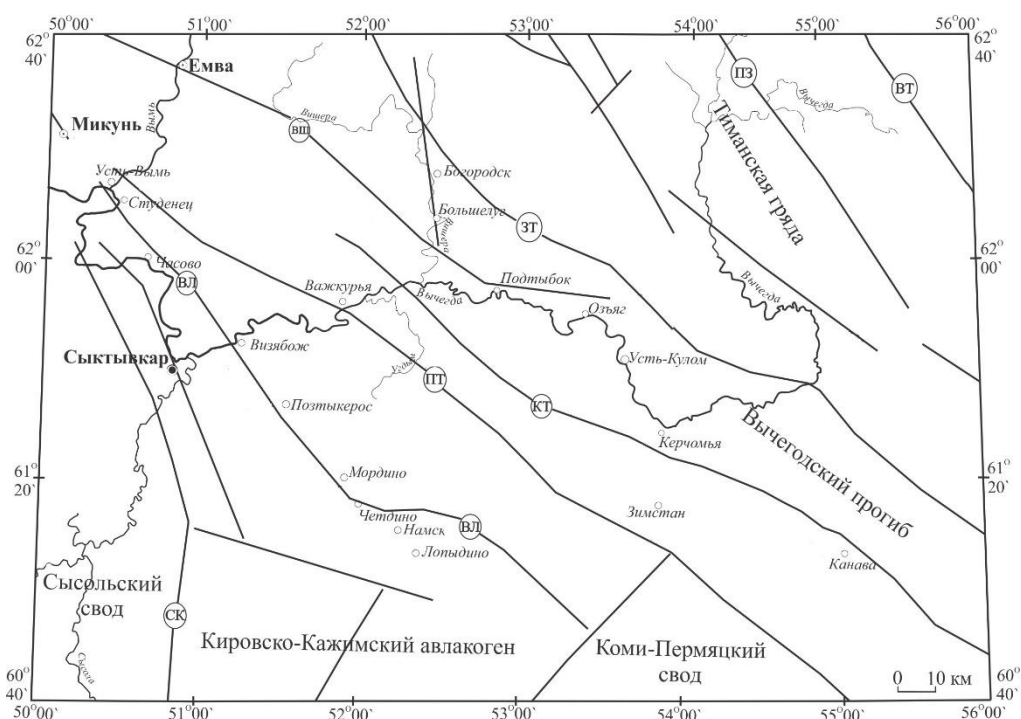 50°00' 51°00' 52°00' 53°00' 54°00' 55°00' 56°00'
62° 40'
62° 40'
Емва
ПЗ
ВТ
Вымь
Вишера
Вычегда
Микунь
ВШ
Тиманская гряда
Усть-Вымь
Богородск
Студенец
Большелуг
Вишера
ЗТ
62° 00'
62° 00'
Часово
ВЛ
Важкурья
Вычегда
Подтыбок
Вычегда
Озъяг
Сыктывкар
Визябож
Усть-Кулом
ПТ
КТ
Позтыкерос
Керчомья
Вычегодский прогиб
61° 20'
61° 20'
Мордино
Четдино
Намск
ВЛ
Зимстан
Лопыдино
Канава
Сысольский
свод
СК
Кировско-Кажимский авлакоген
Коми-Пермяцкий
свод
Сысола
0 10 км
60° 40'
60° 40'
50°00' 51°00' 52°00' 53°00' 54°00' 55°00' 56°00'